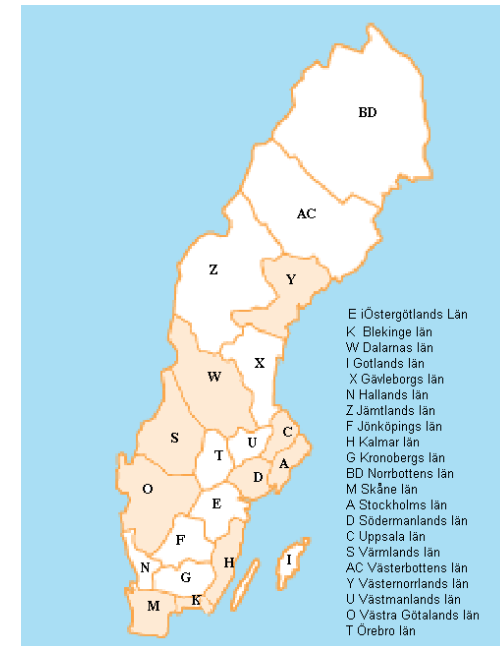 BD
AC
Z
Y
X
W
C
S
U
T
A
D
O
E
F
I
H
N
G
K
M
E iÖstergötlands Län
K Blekinge län
W Dalarnas län
I Gotlands län
X Gävleborgs län
N Hallands län
Z Jämtlands län
F Jönköpings län
H Kalmar län
G Kronobergs län
BD Norrbottens län
M Skåne län
A Stockholms län
D Södermanlands län
C Uppsala län
S Värmlands län
AC Västerbottens län
Y Västernorrlands län
U Västmanlands län
O Västra Götalands län
T Örebro län